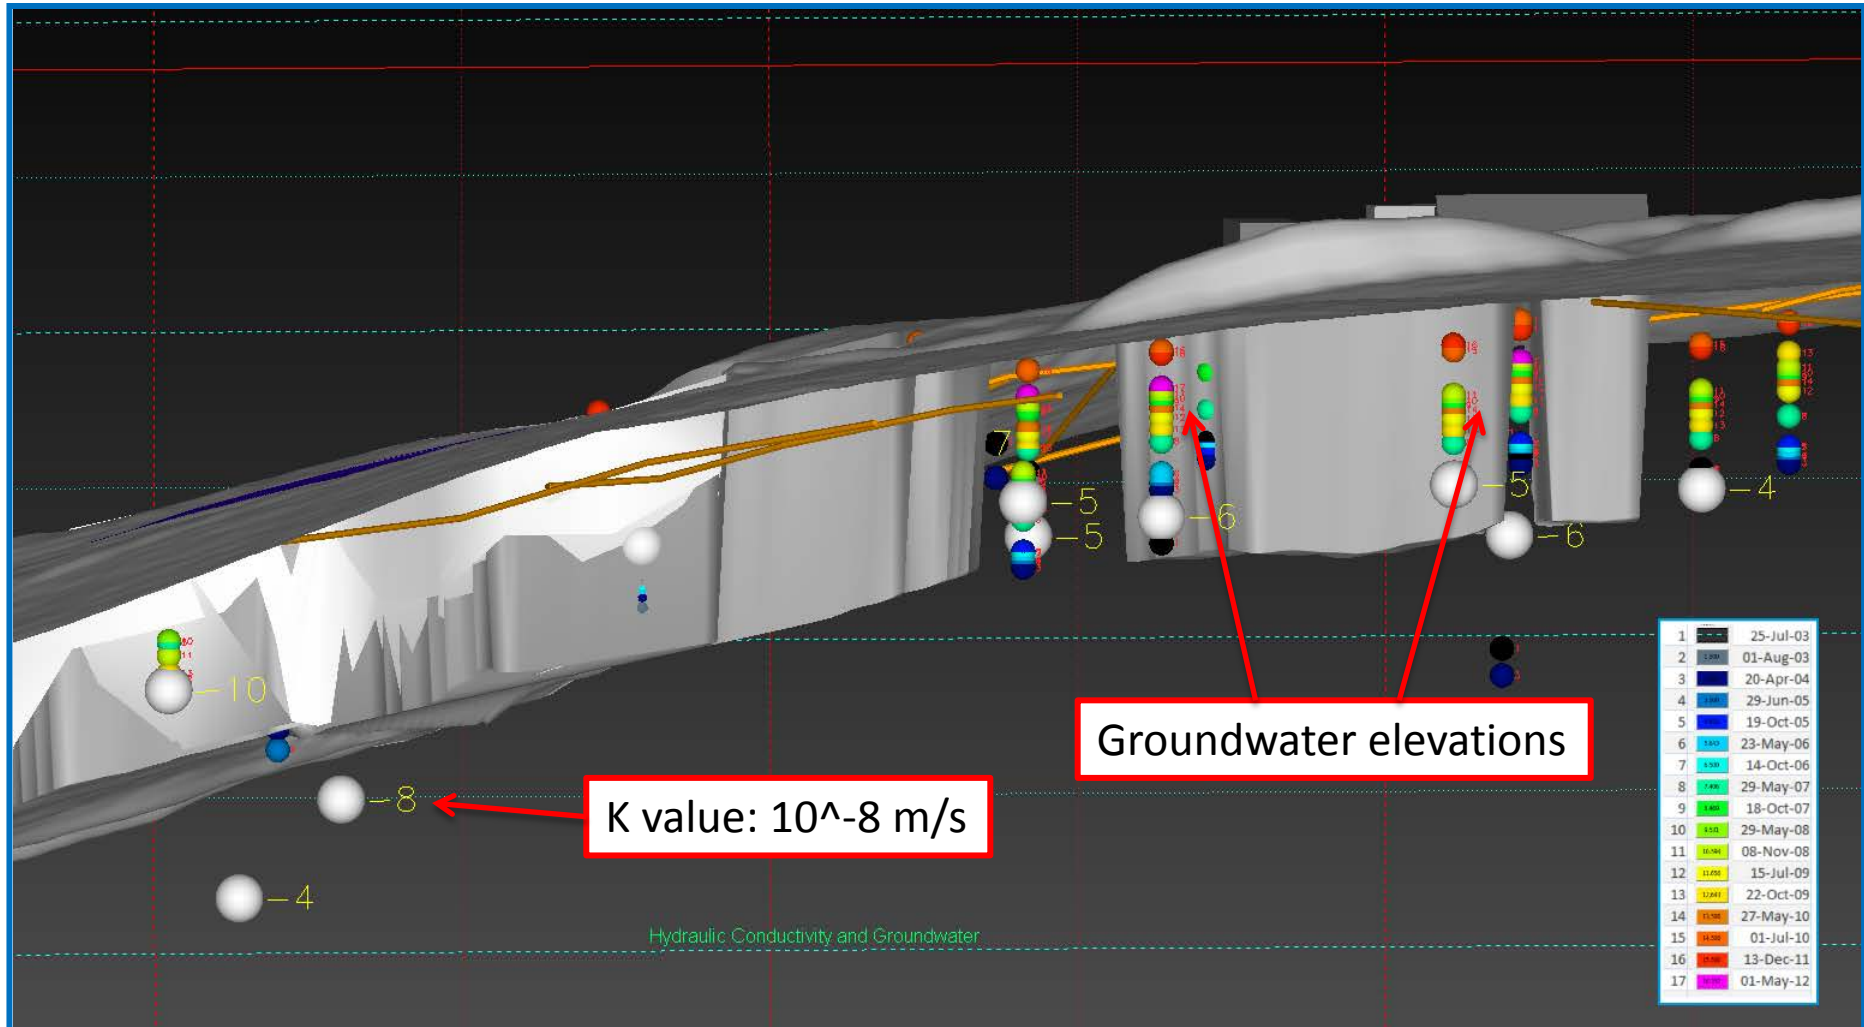 7
-5
-5
-6
-5
-6
-4
-10
-8
-4
Groundwater elevations
K value: 10^-8 m/s
Hydraulic Conductivity and Groundwater
1 25-Jul-03
2 01-Aug-03
3 20-Apr-04
4 29-Jun-05
5 19-Oct-05
6 23-May-06
7 14-Oct-06
8 29-May-07
9 18-Oct-07
10 29-May-08
11 08-Nov-08
12 15-Jul-09
13 22-Oct-09
14 27-May-10
15 01-Jul-10
16 13-Dec-11
17 01-May-12